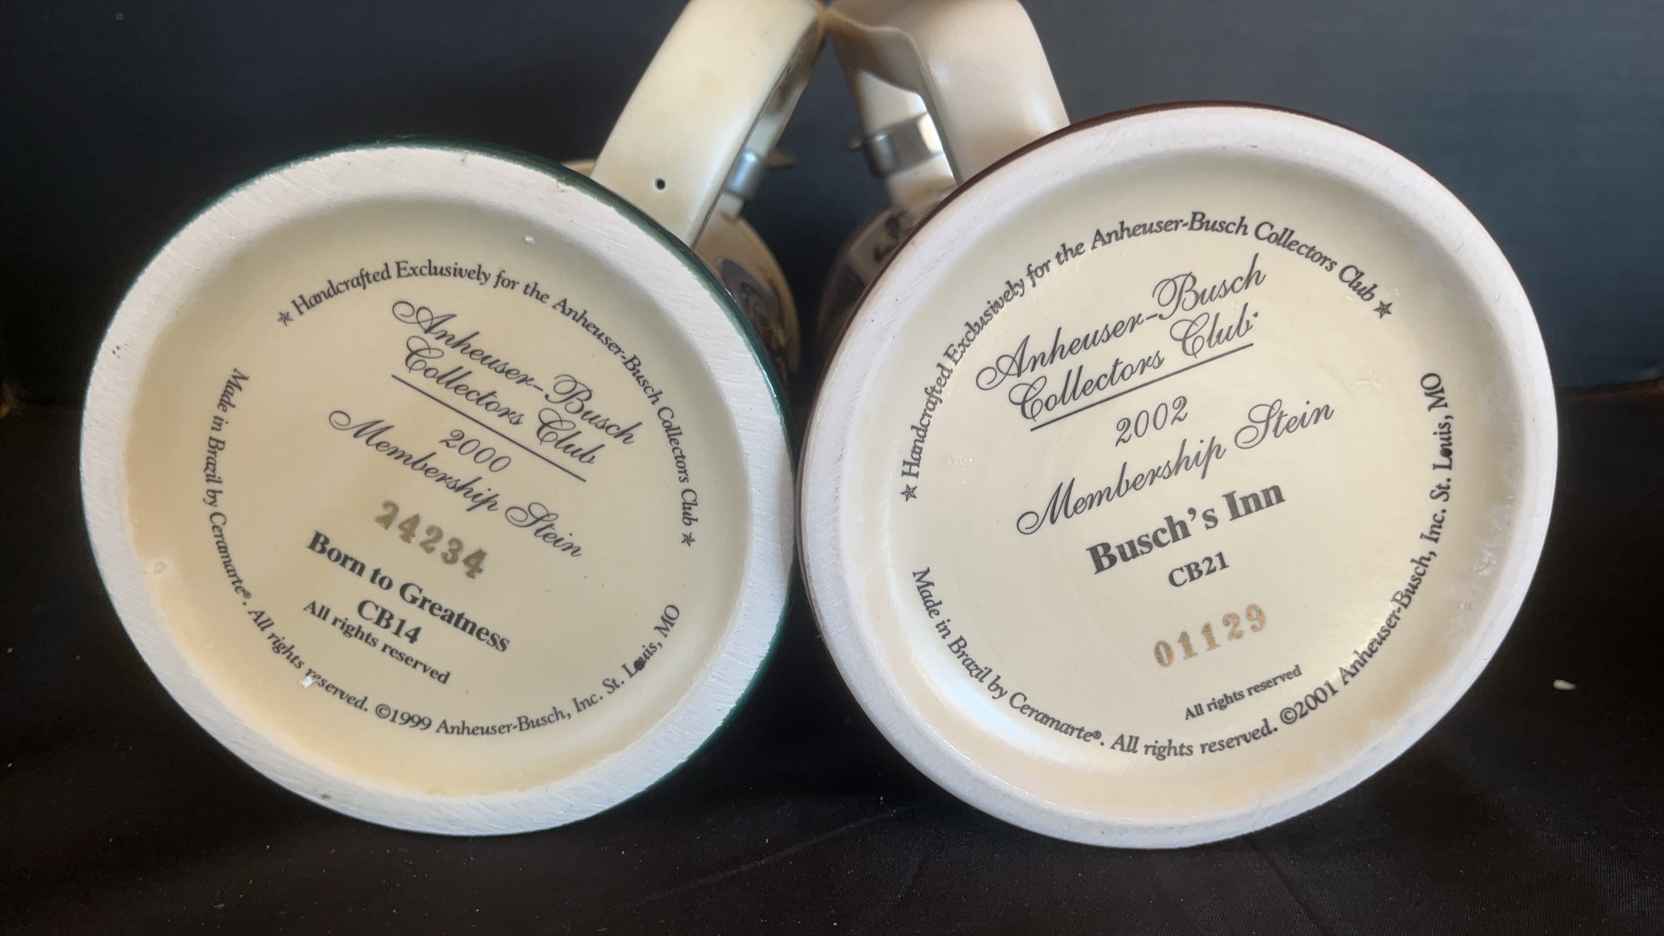 ★ Handcrafted Exclusively for the Anheuser-Busch Collectors Club ★
Anheuser-Busch
Collectors Club
2000
Membership Stein
24234
Born to Greatness
CB14
All rights reserved
Made in Brazil by Ceramarte®. All rights reserved. ©1999 Anheuser-Busch, Inc. St. Louis, MO
★ Handcrafted Exclusively for the Anheuser-Busch Collectors Club ★
Anheuser-Busch
Collectors Club
2002
Membership Stein
Busch's Inn
CB21
01129
All rights reserved
Made in Brazil by Ceramarte®. All rights reserved. ©2001 Anheuser-Busch, Inc. St. Louis, MO